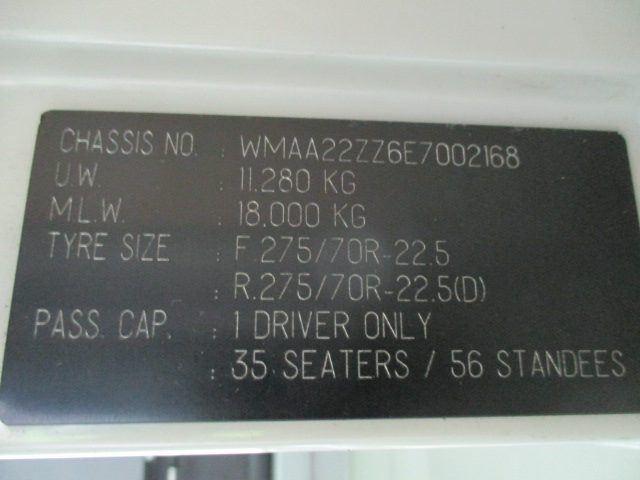 CHASSIS NO. : WMAA22ZZ6E7002168
U.W. : 11.280 KG
M.L.W. : 18.000 KG
TYRE SIZE : F.275/70R-22.5
: R.275/70R-22.5(D)
PASS. CAP. : 1 DRIVER ONLY
: 35 SEATERS / 56 STANDEES